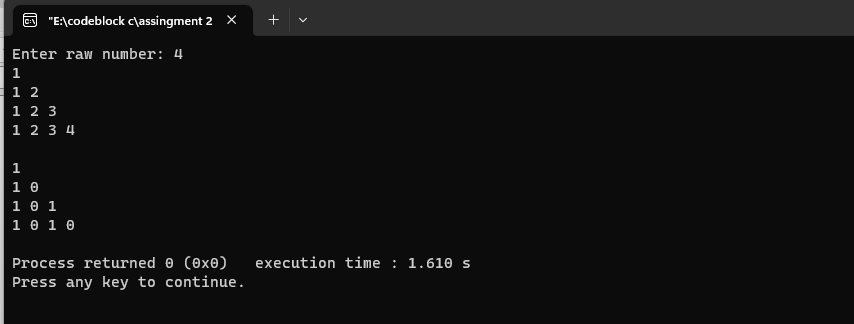 "E:\codeblock c\assingment 2
Enter raw number: 4
1
1 2
1 2 3
1 2 3 4
1
1 0
1 0 1
1 0 1 0
Process returned 0 (0x0)   execution time : 1.610 s
Press any key to continue.